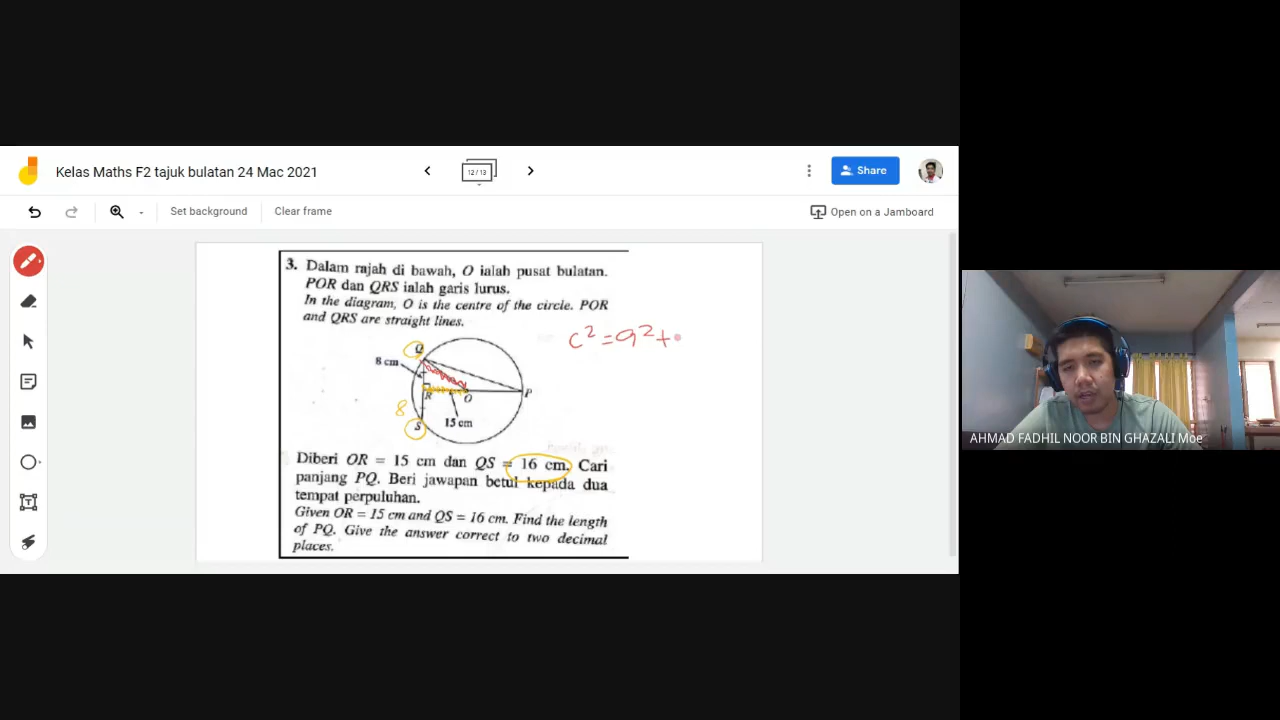 Kelas Maths F2 tajuk bulatan 24 Mac 2021
12 / 13
Share
Set background
Clear frame
Open on a Jamboard
3. Dalam rajah di bawah, O ialah pusat bulatan.
POR dan QRS ialah garis lurus.
In the diagram, O is the centre of the circle. POR
and QRS are straight lines.
c² = a² +
Q
8 cm
R
O
P
8
S
15 cm
Diberi OR = 15 cm dan QS = 16 cm. Cari
panjang PQ. Beri jawapan betul kepada dua
tempat perpuluhan.
Given OR = 15 cm and QS = 16 cm. Find the length
of PQ. Give the answer correct to two decimal
places.
AHMAD FADHIL NOOR BIN GHAZALI Moe